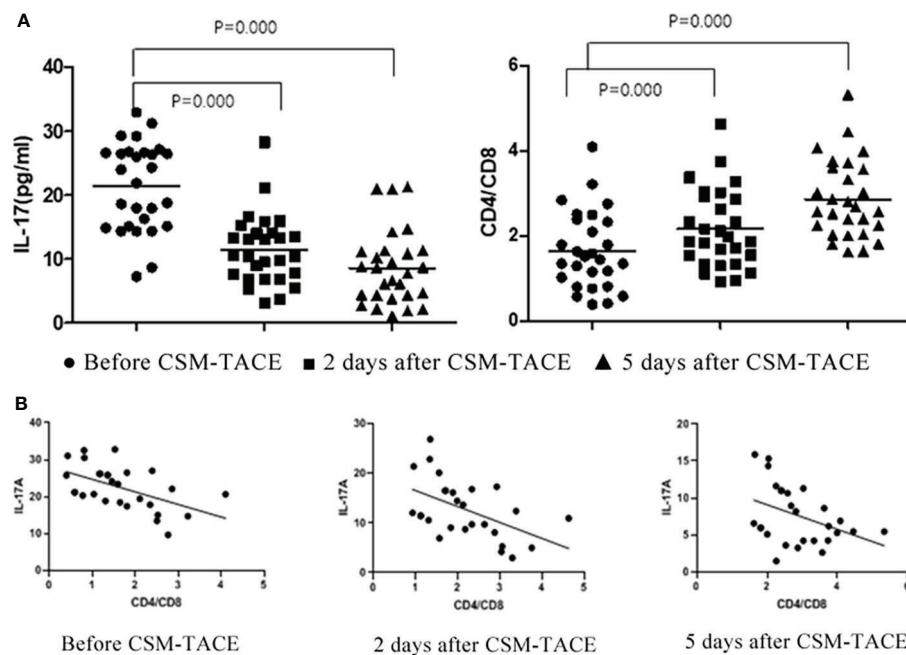 A
P=0.000
P=0.000
IL-17(pg/ml)
40
30
20
10
0
P=0.000
P=0.000
CD4/CD8
6
4
2
0
● Before CSM-TACE ■ 2 days after CSM-TACE ▲ 5 days after CSM-TACE
B
IL-17A
40
30
20
10
0
0 1 2 3 4 5
CD4/CD8
Before CSM-TACE
IL-17A
30
20
10
0
0 1 2 3 4 5
CD4/CD8
2 days after CSM-TACE
IL-17A
20
15
10
5
0
0 2 4 6
CD4/CD8
5 days after CSM-TACE